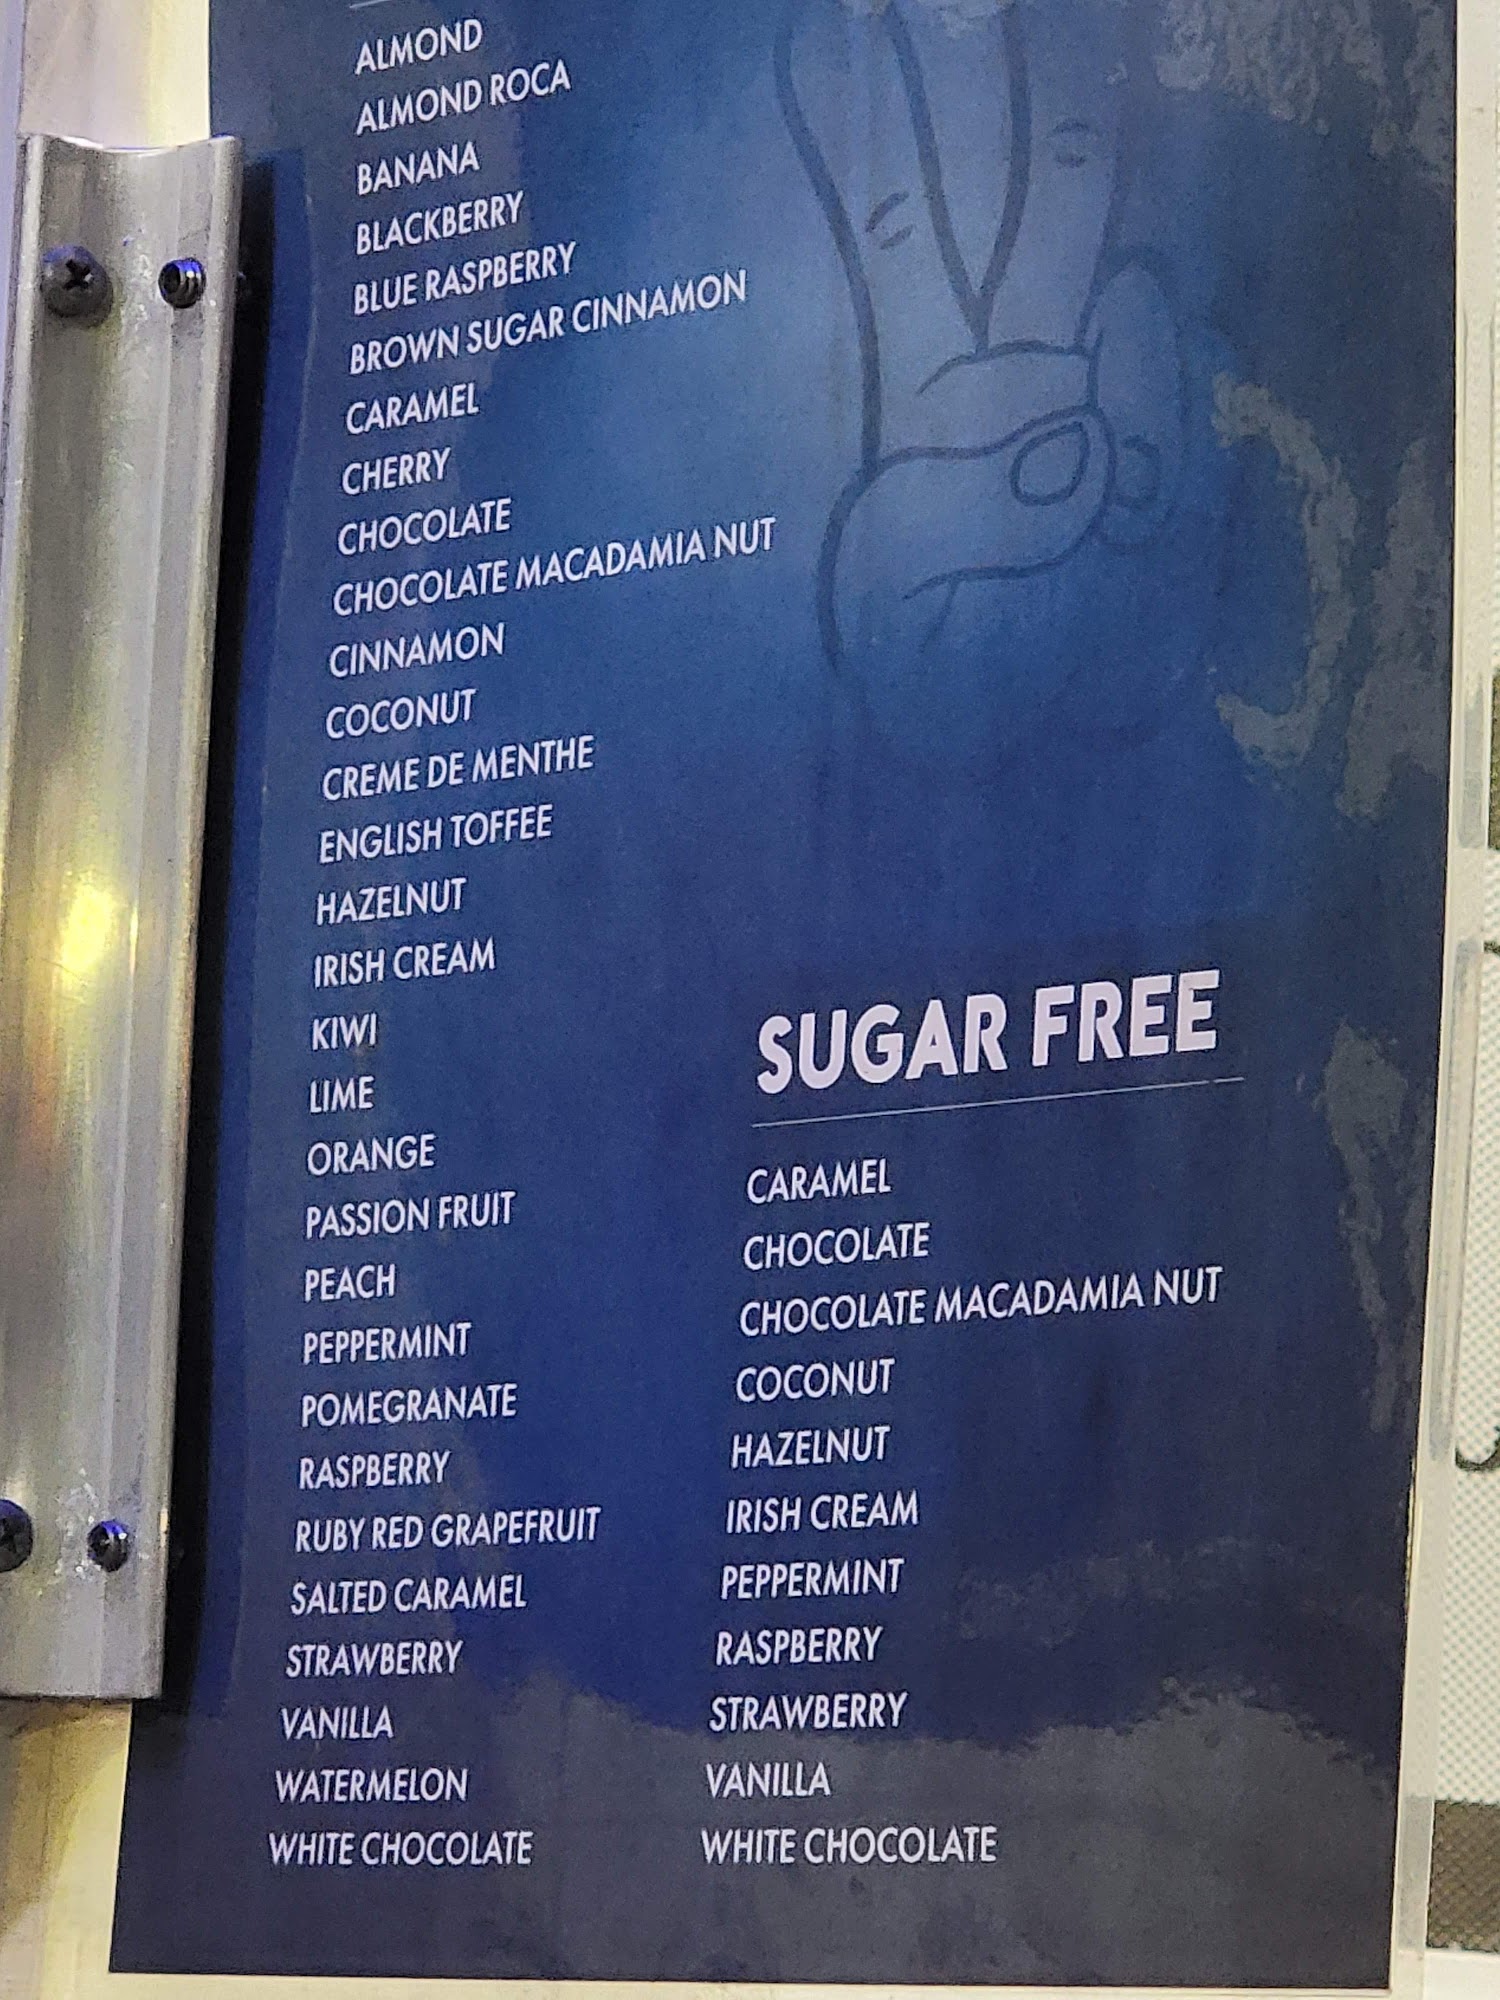 ALMOND
ALMOND ROCA
BANANA
BLACKBERRY
BLUE RASPBERRY
BROWN SUGAR CINNAMON
CARAMEL
CHERRY
CHOCOLATE
CHOCOLATE MACADAMIA NUT
CINNAMON
COCONUT
CREME DE MENTHE
ENGLISH TOFFEE
HAZELNUT
IRISH CREAM
KIWI
LIME
ORANGE
PASSION FRUIT
PEACH
PEPPERMINT
POMEGRANATE
RASPBERRY
RUBY RED GRAPEFRUIT
SALTED CARAMEL
STRAWBERRY
VANILLA
WATERMELON
WHITE CHOCOLATE
SUGAR FREE
CARAMEL
CHOCOLATE
CHOCOLATE MACADAMIA NUT
COCONUT
HAZELNUT
IRISH CREAM
PEPPERMINT
RASPBERRY
STRAWBERRY
VANILLA
WHITE CHOCOLATE